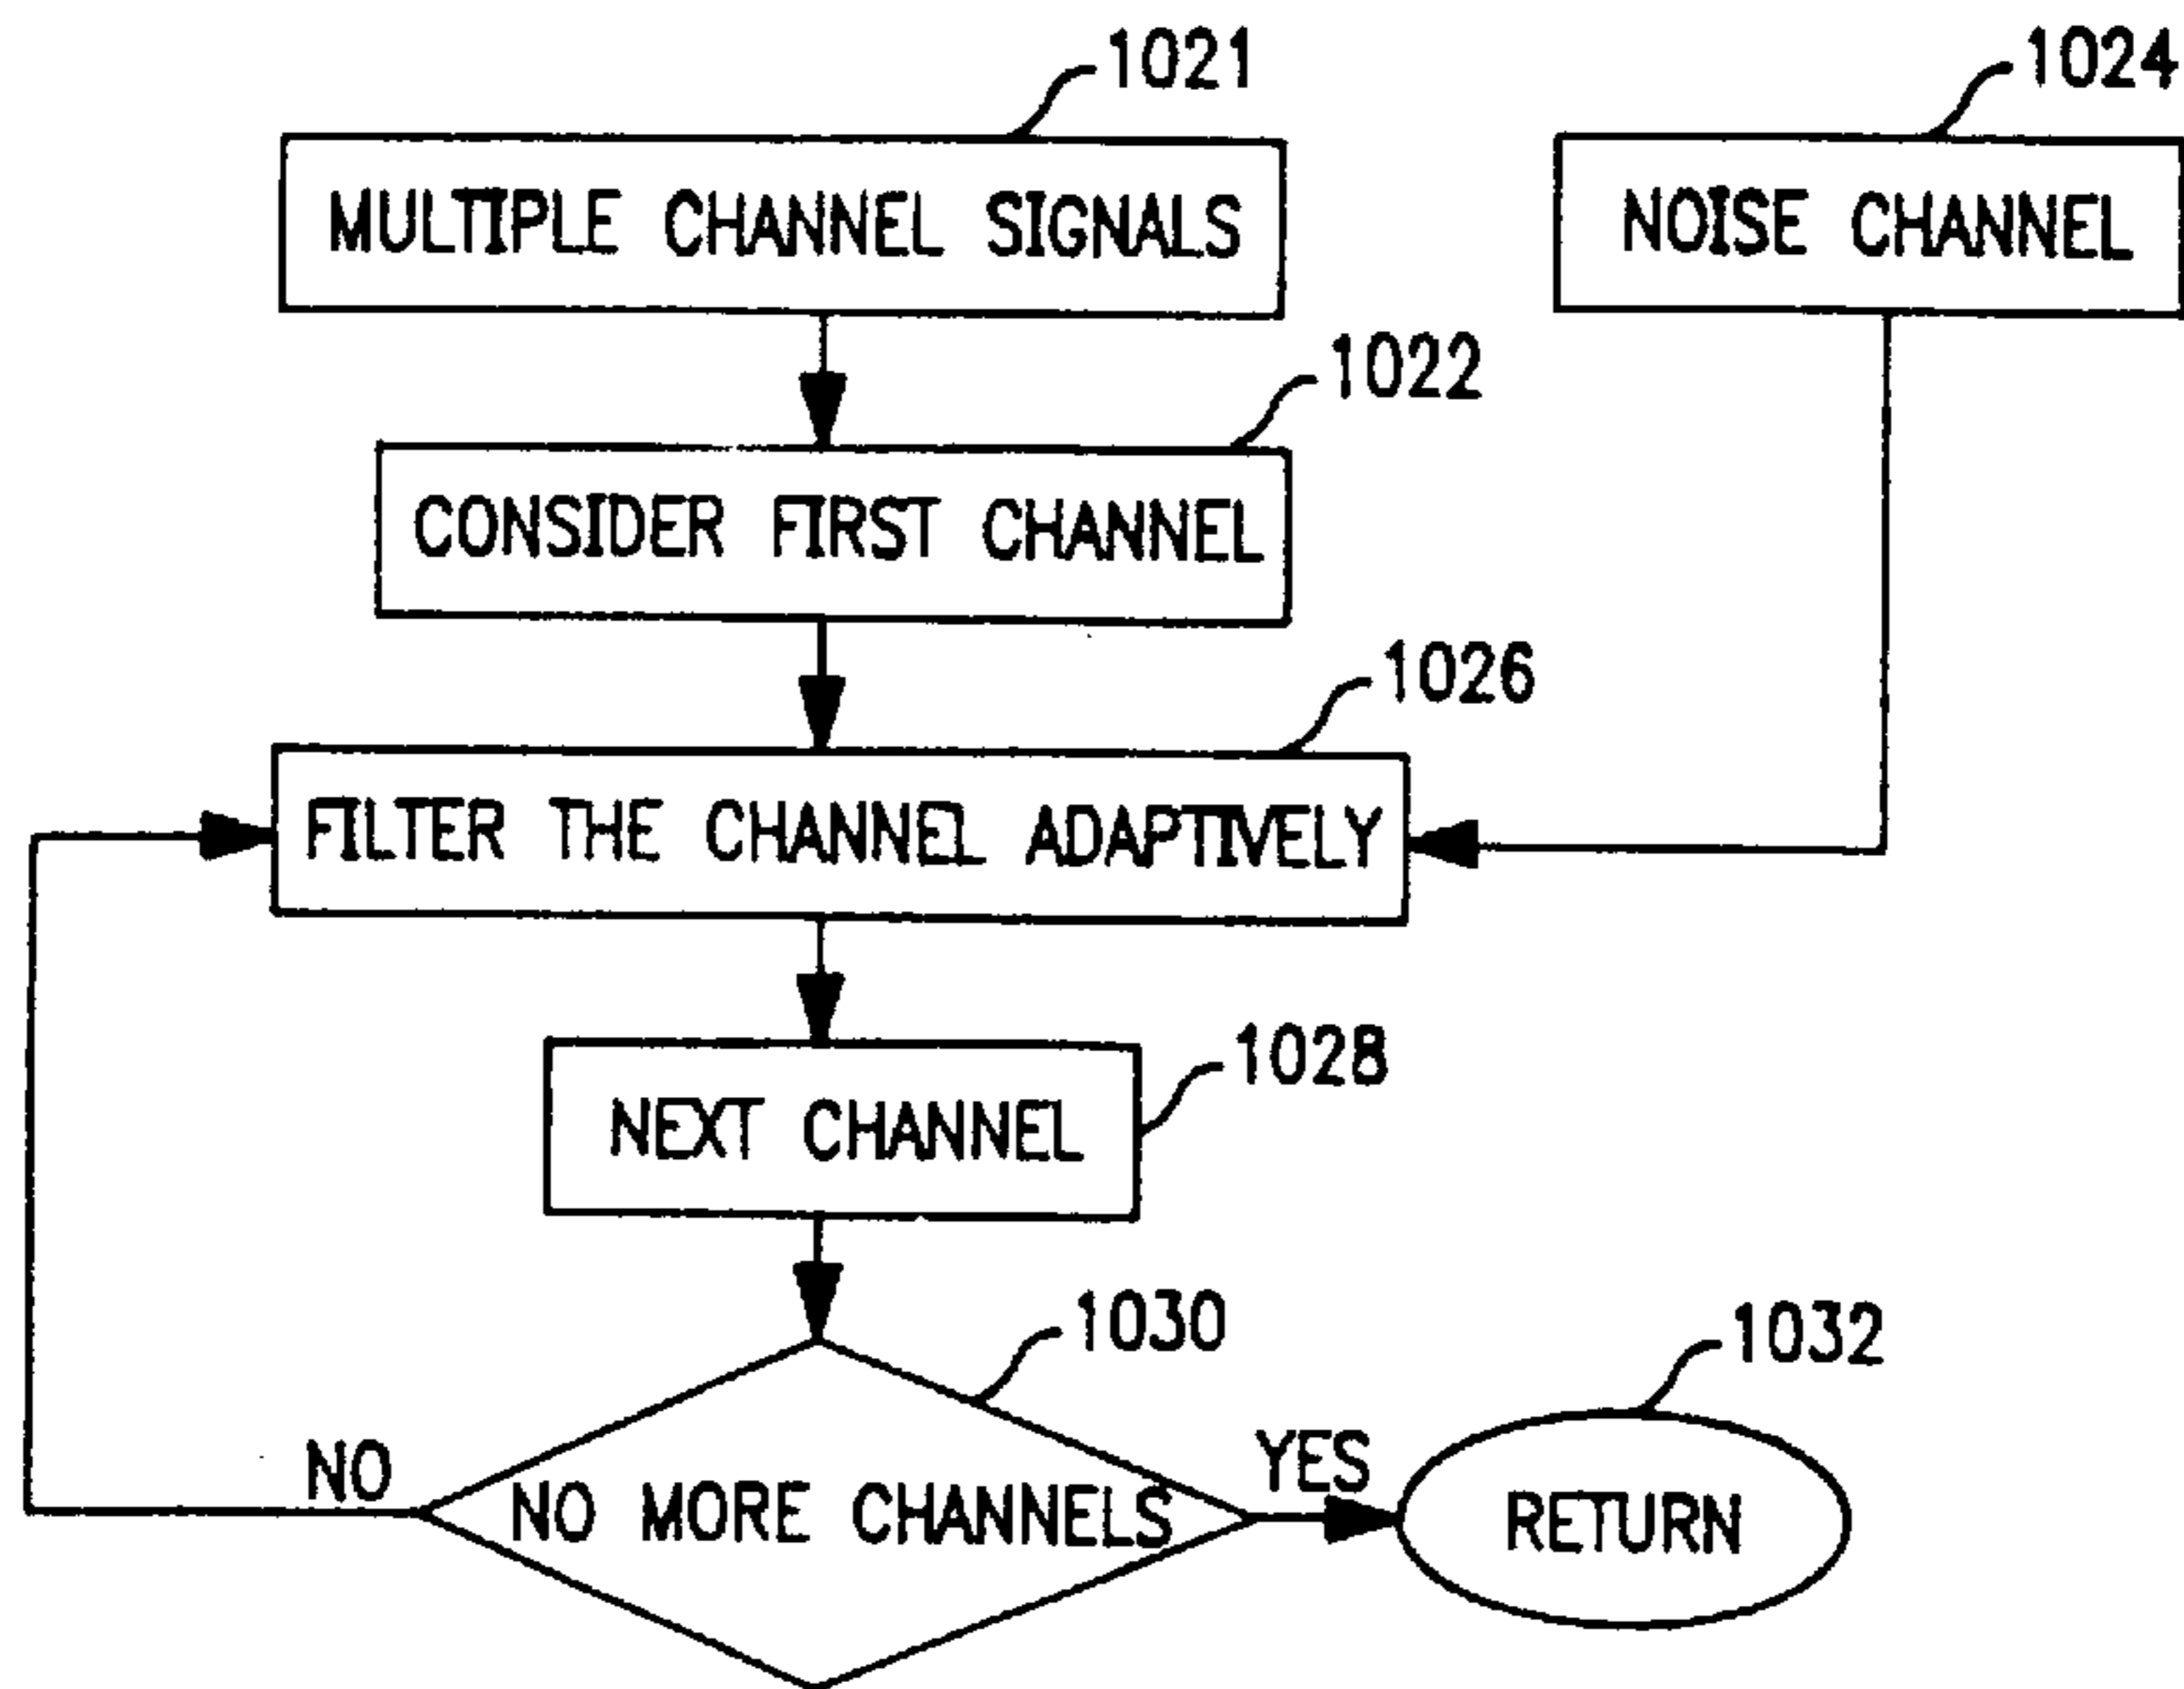 1021
1024
MULTIPLE CHANNEL SIGNALS
NOISE CHANNEL
1022
CONSIDER FIRST CHANNEL
1026
FILTER THE CHANNEL ADAPTIVELY
1028
NEXT CHANNEL
1030
1032
NO
YES
NO MORE CHANNELS
RETURN